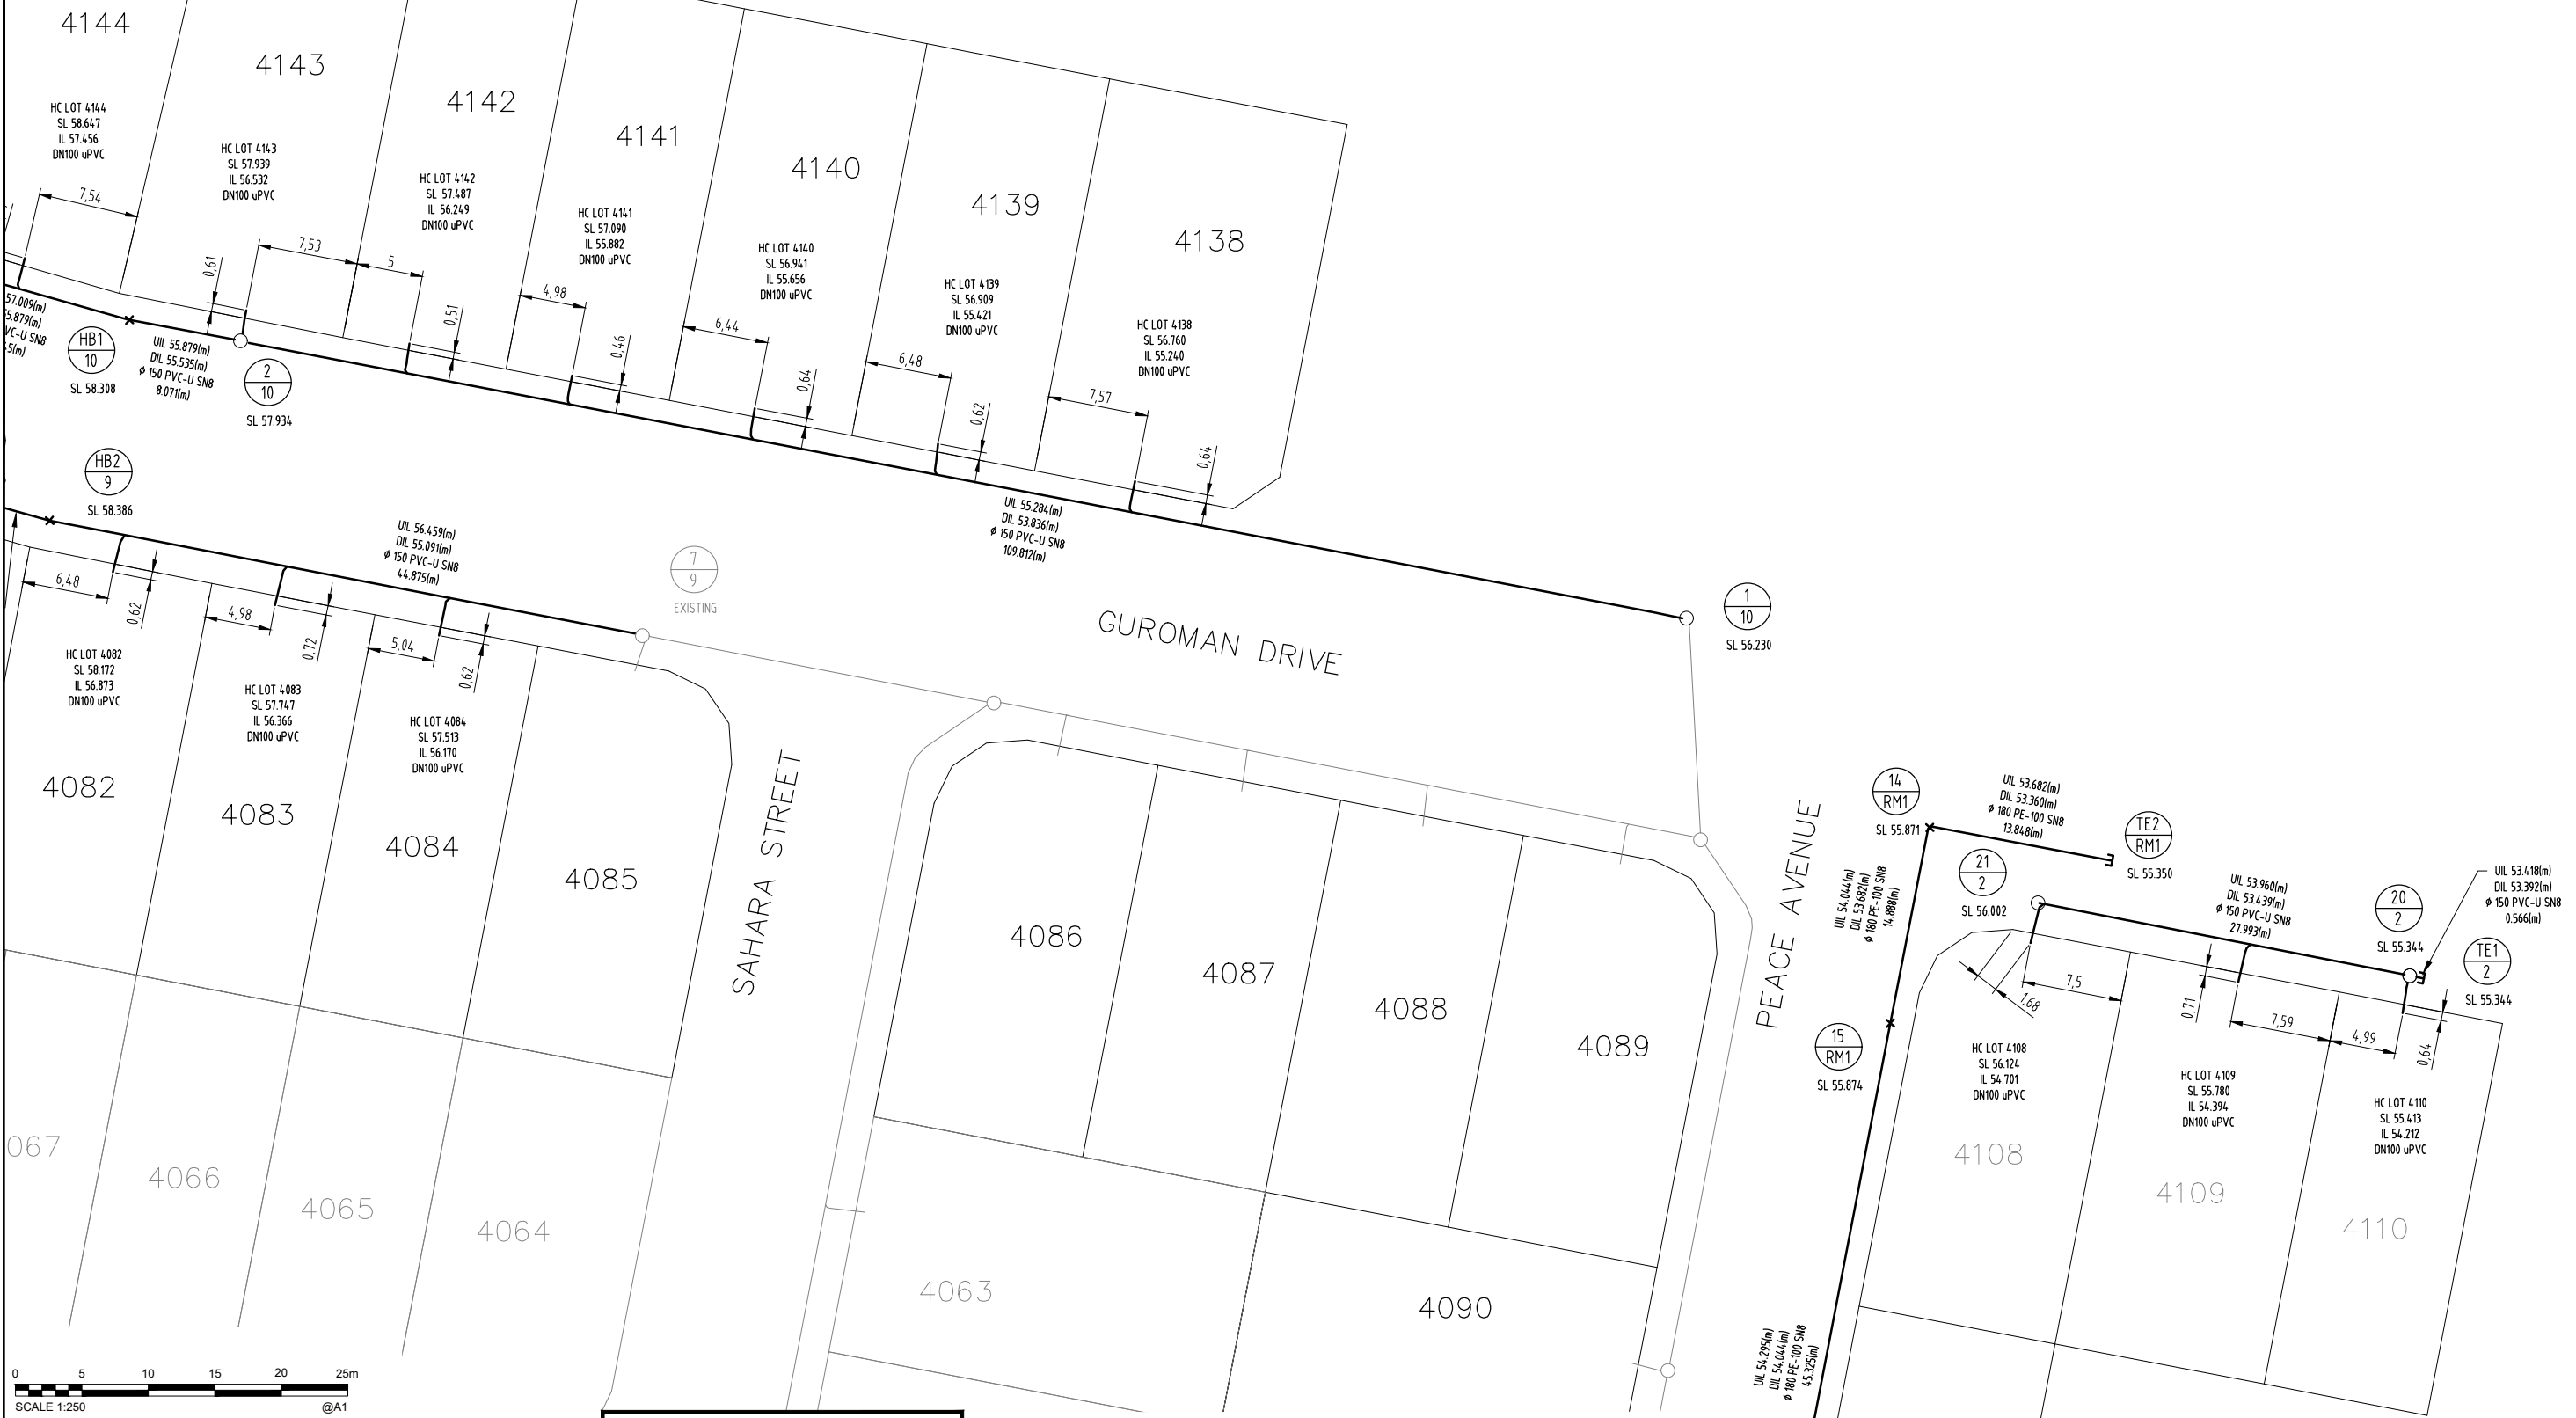 4144
4143
4142
4141
4140
4139
4138
HC LOT 4144
SL 58.647
IL 57.456
DN100 uPVC
HC LOT 4143
SL 57.939
IL 56.532
DN100 uPVC
HC LOT 4142
SL 57.487
IL 56.249
DN100 uPVC
HC LOT 4141
SL 57.090
IL 55.882
DN100 uPVC
HC LOT 4140
SL 56.941
IL 55.656
DN100 uPVC
HC LOT 4139
SL 56.909
IL 55.421
DN100 uPVC
HC LOT 4138
SL 56.760
IL 55.240
DN100 uPVC
7,54
0,61
7,53
5
0,51
4,98
0,46
6,44
0,64
6,48
0,62
7,57
0,64
57.009(m)
55.879(m)
VC-U SN8
5(m)
HB1
10
SL 58.308
UIL 55.879(m)
DIL 55.535(m)
ϕ 150 PVC-U SN8
8.071(m)
2
10
SL 57.934
HB2
9
SL 58.386
UIL 56.459(m)
DIL 55.091(m)
ϕ 150 PVC-U SN8
44.875(m)
7
9
EXISTING
UIL 55.284(m)
DIL 53.836(m)
ϕ 150 PVC-U SN8
109.812(m)
1
10
SL 56.230
GUROMAN DRIVE
6,48
0,62
4,98
0,72
5,04
0,62
HC LOT 4082
SL 58.172
IL 56.873
DN100 uPVC
HC LOT 4083
SL 57.747
IL 56.366
DN100 uPVC
HC LOT 4084
SL 57.513
IL 56.170
DN100 uPVC
4082
4083
4084
4085
SAHARA STREET
4086
4087
4088
4089
PEACE AVENUE
14
RM1
SL 55.871
UIL 53.682(m)
DIL 53.360(m)
ϕ 180 PE-100 SN8
13.848(m)
TE2
RM1
SL 55.350
UIL 54.044(m)
DIL 53.682(m)
ϕ 180 PE-100 SN8
14.888(m)
21
2
SL 56.002
UIL 53.960(m)
DIL 53.439(m)
ϕ 150 PVC-U SN8
27.993(m)
20
2
SL 55.344
UIL 53.418(m)
DIL 53.392(m)
ϕ 150 PVC-U SN8
0.566(m)
TE1
2
SL 55.344
15
RM1
SL 55.874
1,68
7,5
0,71
7,59
4,99
0,64
HC LOT 4108
SL 56.124
IL 54.701
DN100 uPVC
HC LOT 4109
SL 55.780
IL 54.394
DN100 uPVC
HC LOT 4110
SL 55.413
IL 54.212
DN100 uPVC
4108
4109
4110
067
4066
4065
4064
4063
4090
UIL 54.295(m)
DIL 54.044(m)
ϕ 180 PE-100 SN8
45.325(m)
0 5 10 15 20 25m
SCALE 1:250 @A1